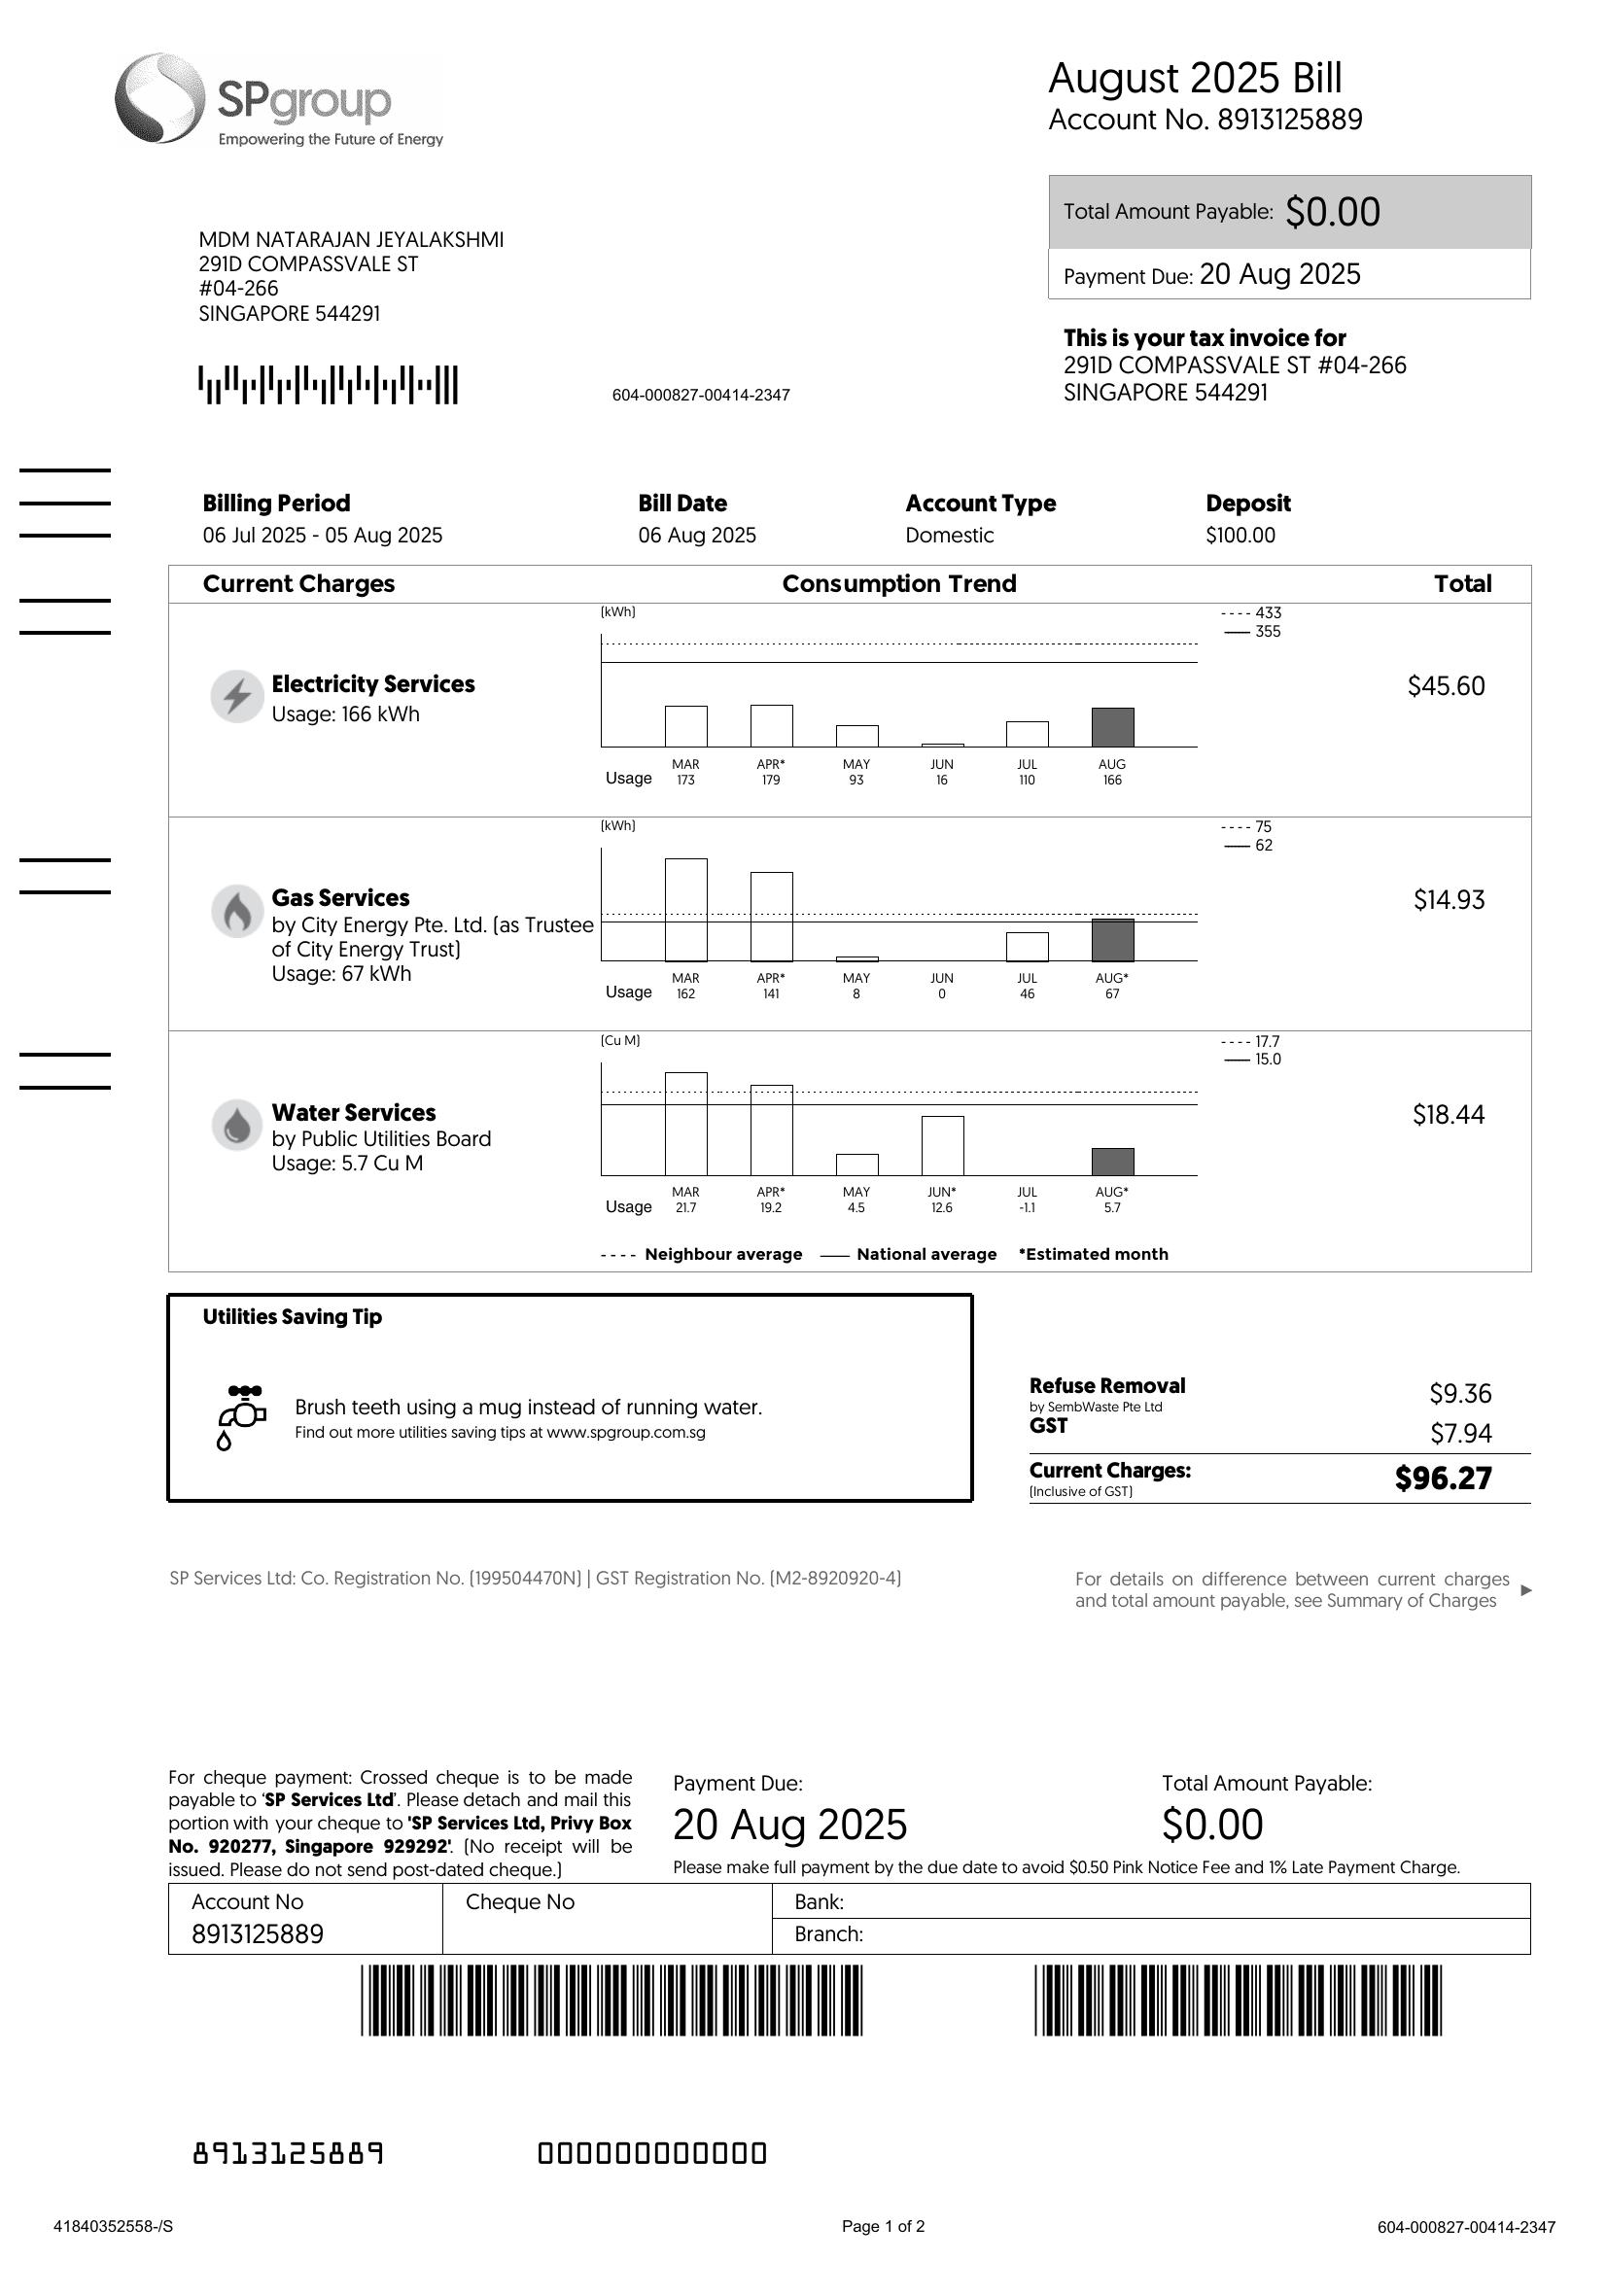 SPgroup
Empowering the Future of Energy
August 2025 Bill
Account No. 8913125889
Total Amount Payable: $0.00
Payment Due: 20 Aug 2025
MDM NATARAJAN JEYALAKSHMI
291D COMPASSVALE ST
#04-266
SINGAPORE 544291
604-000827-00414-2347
This is your tax invoice for
291D COMPASSVALE ST #04-266
SINGAPORE 544291
Billing Period Bill Date Account Type Deposit
06 Jul 2025 - 05 Aug 2025 06 Aug 2025 Domestic $100.00
Current Charges Consumption Trend Total
(kWh) ---- 433
355
Electricity Services
Usage: 166 kWh
$45.60
MAR APR* MAY JUN JUL AUG
Usage 173 179 93 16 110 166
(kWh) ---- 75
62
Gas Services
by City Energy Pte. Ltd. (as Trustee
of City Energy Trust)
Usage: 67 kWh
$14.93
MAR APR* MAY JUN JUL AUG*
Usage 162 141 8 0 46 67
(Cu M) ---- 17.7
15.0
Water Services
by Public Utilities Board
Usage: 5.7 Cu M
$18.44
MAR APR* MAY JUN* JUL AUG*
Usage 21.7 19.2 4.5 12.6 -1.1 5.7
---- Neighbour average —— National average *Estimated month
Utilities Saving Tip
Brush teeth using a mug instead of running water.
Find out more utilities saving tips at www.spgroup.com.sg
Refuse Removal $9.36
by SembWaste Pte Ltd
GST $7.94
Current Charges: $96.27
(Inclusive of GST)
SP Services Ltd: Co. Registration No. (199504470N) | GST Registration No. (M2-8920920-4)
For details on difference between current charges
and total amount payable, see Summary of Charges
For cheque payment: Crossed cheque is to be made
payable to 'SP Services Ltd'. Please detach and mail this
portion with your cheque to 'SP Services Ltd, Privy Box
No. 920277, Singapore 929292'. (No receipt will be
issued. Please do not send post-dated cheque.)
Payment Due: Total Amount Payable:
20 Aug 2025 $0.00
Please make full payment by the due date to avoid $0.50 Pink Notice Fee and 1% Late Payment Charge.
Account No Cheque No Bank:
8913125889 Branch:
8913125889 000000000000
41840352558-/S Page 1 of 2 604-000827-00414-2347